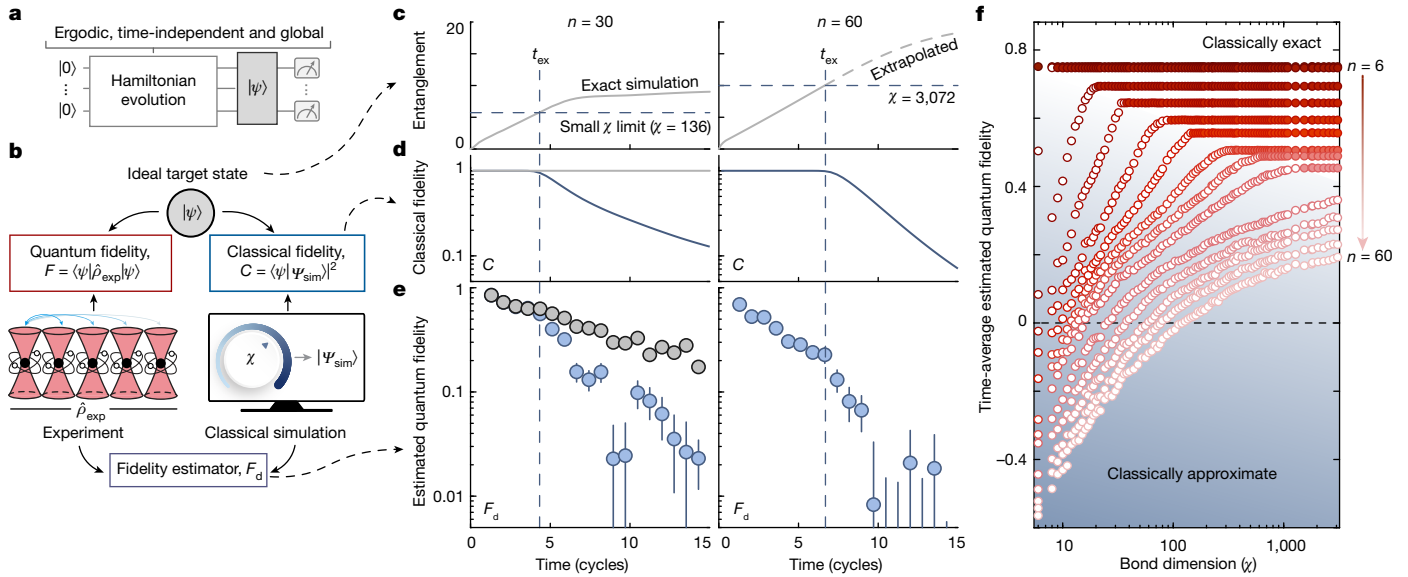 a
Ergodic, time-independent and global
|0⟩
⋮
|0⟩
Hamiltonian
evolution
|ψ⟩
⋮
b
Ideal target state
|ψ⟩
Quantum fidelity,
F = ⟨ψ|ρ̂exp|ψ⟩
Classical fidelity,
C = ⟨ψ|Ψsim⟩|²
χ
|Ψsim⟩
ρ̂exp
Experiment
Classical simulation
Fidelity estimator, Fd
c
n = 30
n = 60
Entanglement
20
10
0
tex
Exact simulation
Small χ limit (χ = 136)
tex
Extrapolated
χ = 3,072
d
Classical fidelity
1
0.1
C
C
e
Estimated quantum fidelity
1
0.1
0.01
Fd
Fd
0
5
10
15
Time (cycles)
0
5
10
15
Time (cycles)
f
Time-average estimated quantum fidelity
0.8
0.4
0
−0.4
Classically exact
n = 6
n = 60
Classically approximate
10
100
1,000
Bond dimension (χ)